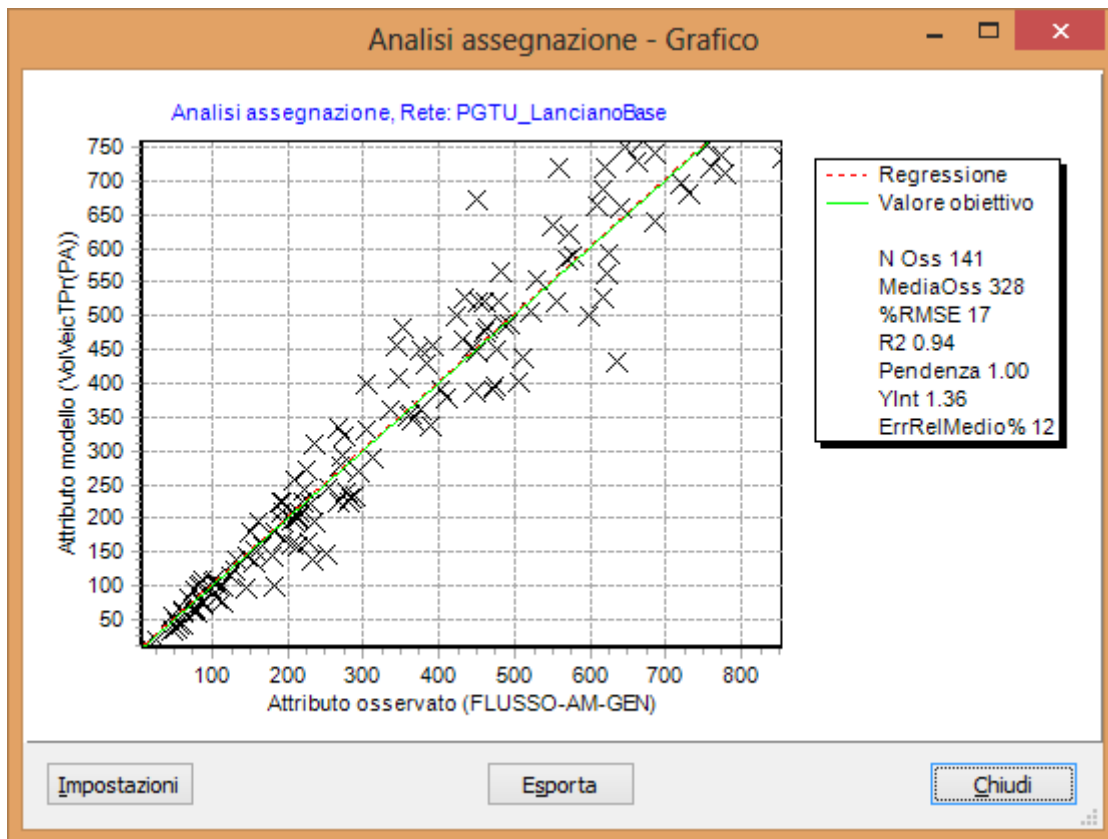 Analisi assegnazione - Grafico
Analisi assegnazione, Rete: PGTU_LancianoBase
750
700
650
600
550
500
450
400
350
300
250
200
150
100
50
Attributo modello (VolVeicTPr(PA))
100 200 300 400 500 600 700 800
Attributo osservato (FLUSSO-AM-GEN)
Regressione
Valore obiettivo
N Oss 141
MediaOss 328
%RMSE 17
R2 0.94
Pendenza 1.00
YInt 1.36
ErrRelMedio% 12
Impostazioni
Esporta
Chiudi